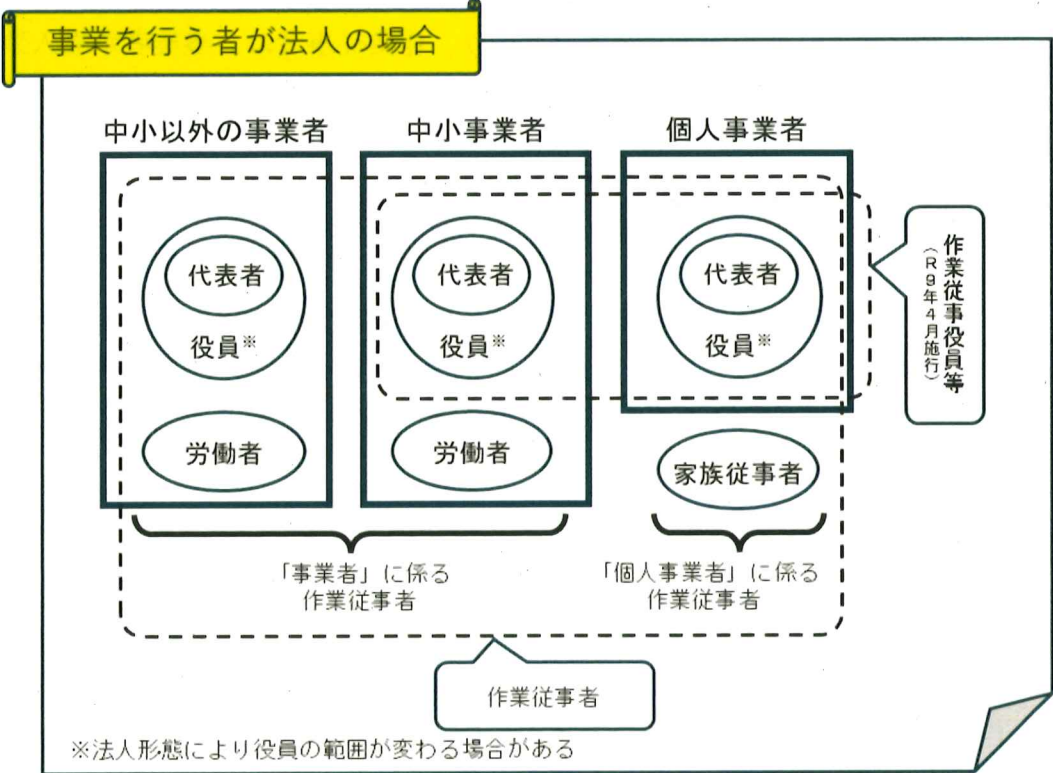 事業を行う者が法人の場合
中小以外の事業者
中小事業者
個人事業者
代表者
役員※
労働者
代表者
役員※
労働者
代表者
役員※
家族従事者
作業従事役員等
（R9年4月施行）
「事業者」に係る
作業従事者
「個人事業者」に係る
作業従事者
作業従事者
※法人形態により役員の範囲が変わる場合がある